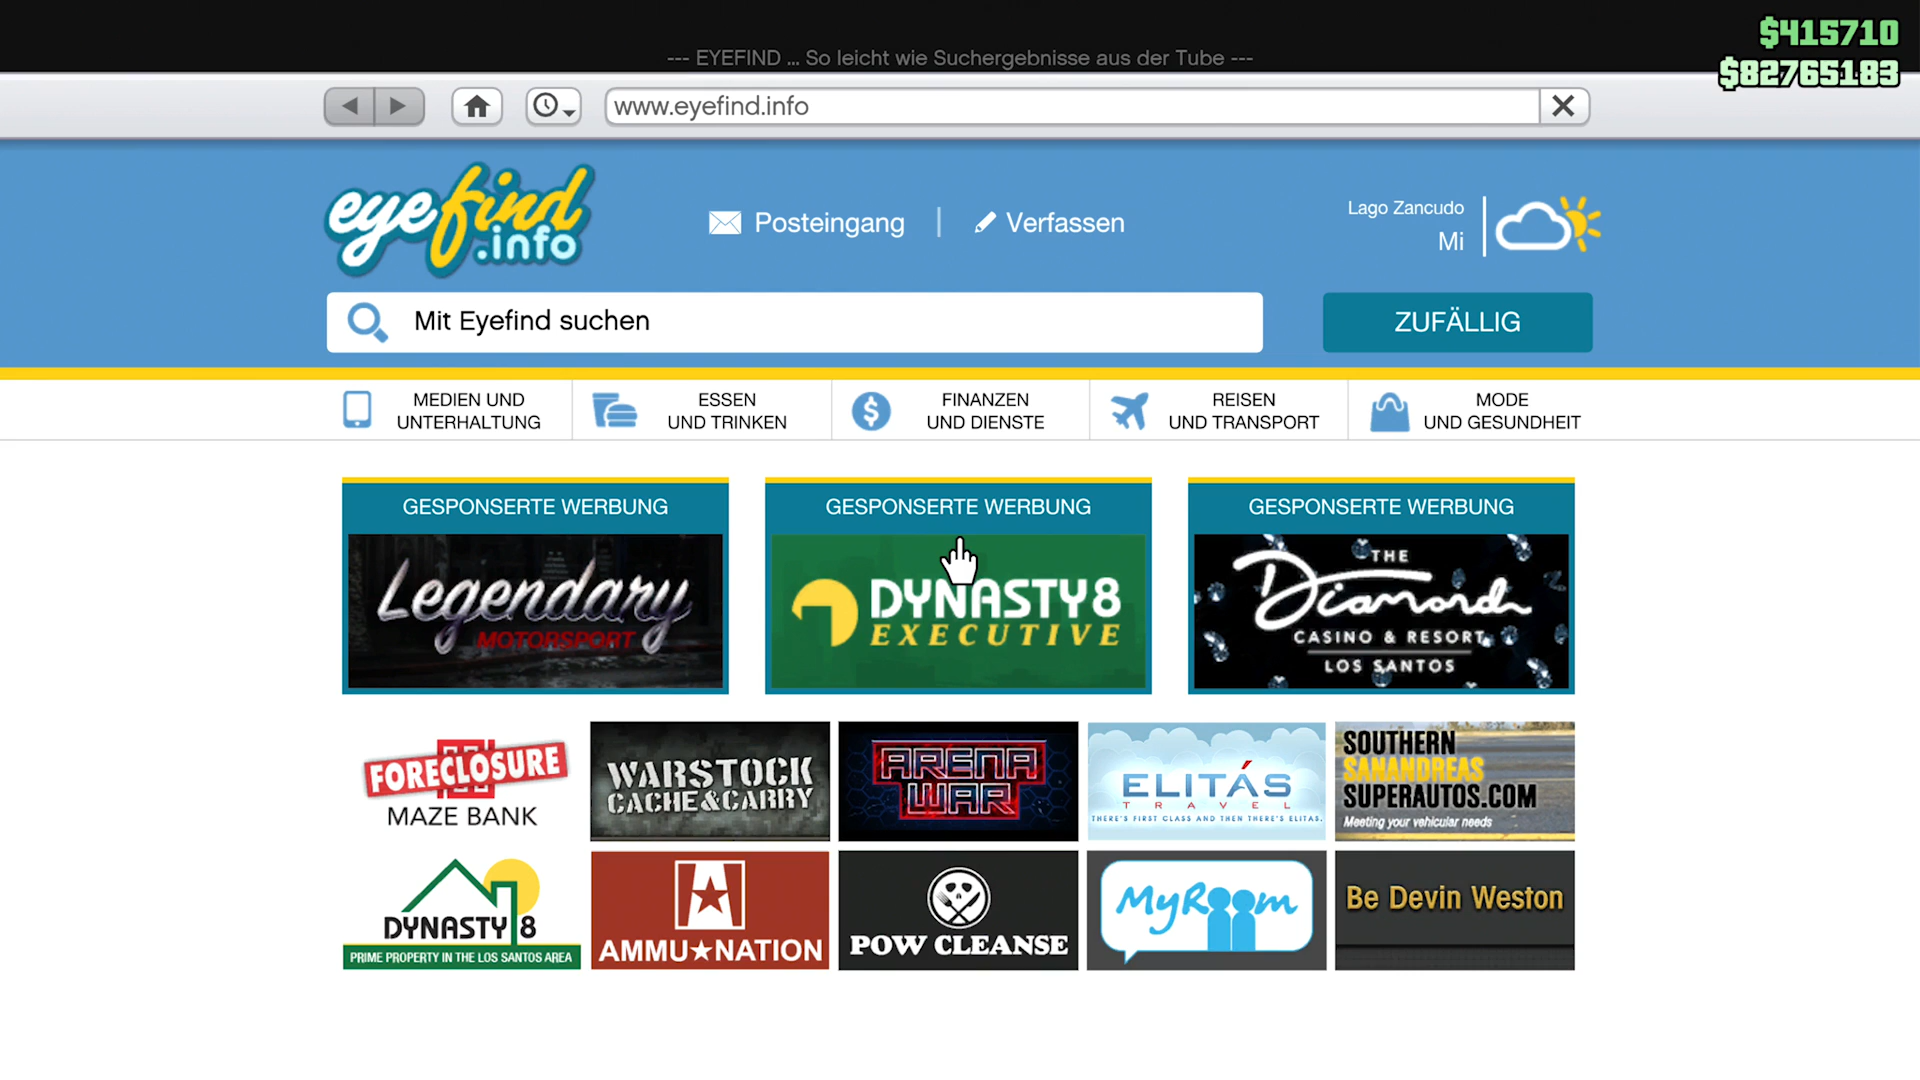 $415710
--- EYEFIND ... So leicht wie Suchergebnisse aus der Tube ---
$82765183
www.eyefind.info
eyefind
.info
Posteingang | Verfassen
Lago Zancudo
Mi
Mit Eyefind suchen
ZUFÄLLIG
MEDIEN UND
UNTERHALTUNG
ESSEN
UND TRINKEN
FINANZEN
UND DIENSTE
REISEN
UND TRANSPORT
MODE
UND GESUNDHEIT
GESPONSERTE WERBUNG
Legendary
MOTORSPORT
GESPONSERTE WERBUNG
DYNASTY8
EXECUTIVE
GESPONSERTE WERBUNG
THE
Diamond
CASINO & RESORT
LOS SANTOS
FORECLOSURE
MAZE BANK
WARSTOCK
CACHE&CARRY
ARENA
WAR
ELITÁS
TRAVEL
THERE'S FIRST CLASS AND THEN THERE'S ELITAS.
SOUTHERN
SANANDREAS
SUPERAUTOS.COM
Meeting your vehicular needs
DYNASTY 8
PRIME PROPERTY IN THE LOS SANTOS AREA
AMMU★NATION
POW CLEANSE
MyRoom
Be Devin Weston